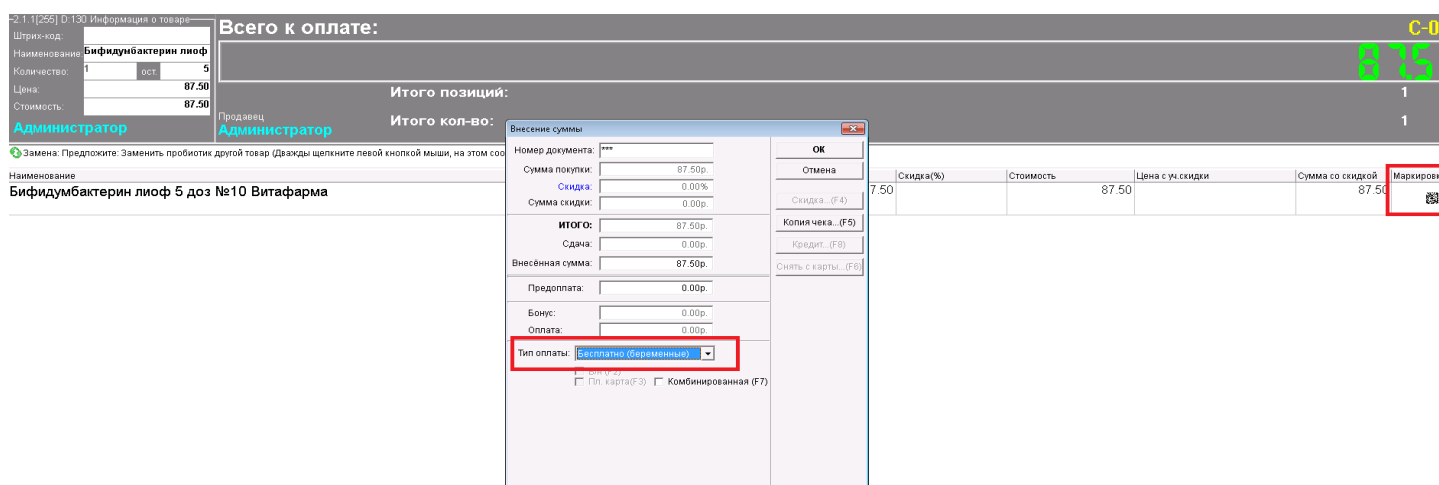 2.1.1[255] D:130 Информация о товаре
Штрих-код:
Наименование: Бифидумбактерин лиоф
Количество: 1 ост. 5
Цена: 87.50
Стоимость: 87.50
Администратор
Всего к оплате:
C-0
87.5
Итого позиций: 1
Продавец
Администратор
Итого кол-во: 1
Замена: Предложите: Заменить пробиотик другой товар (Дважды щелкните левой кнопкой мыши, на этом соо
Наименование Скидка(%) Стоимость Цена с уч.скидки Сумма со скидкой Маркировк
Бифидумбактерин лиоф 5 доз №10 Витафарма 7.50 87.50 87.50
Внесение суммы
Номер документа: ***
Сумма покупки: 87.50р.
Скидка: 0.00%
Сумма скидки: 0.00р.
ИТОГО: 87.50р.
Сдача: 0.00р.
Внесённая сумма: 87.50р.
Предоплата: 0.00р.
Бонус: 0.00р.
Оплата: 0.00р.
Тип оплаты: Бесплатно (беременные)
Пл. карта(F3) Комбинированная (F7)
ОК
Отмена
Скидка...(F4)
Копия чека...(F5)
Кредит...(F8)
Снять с карты...(F6)